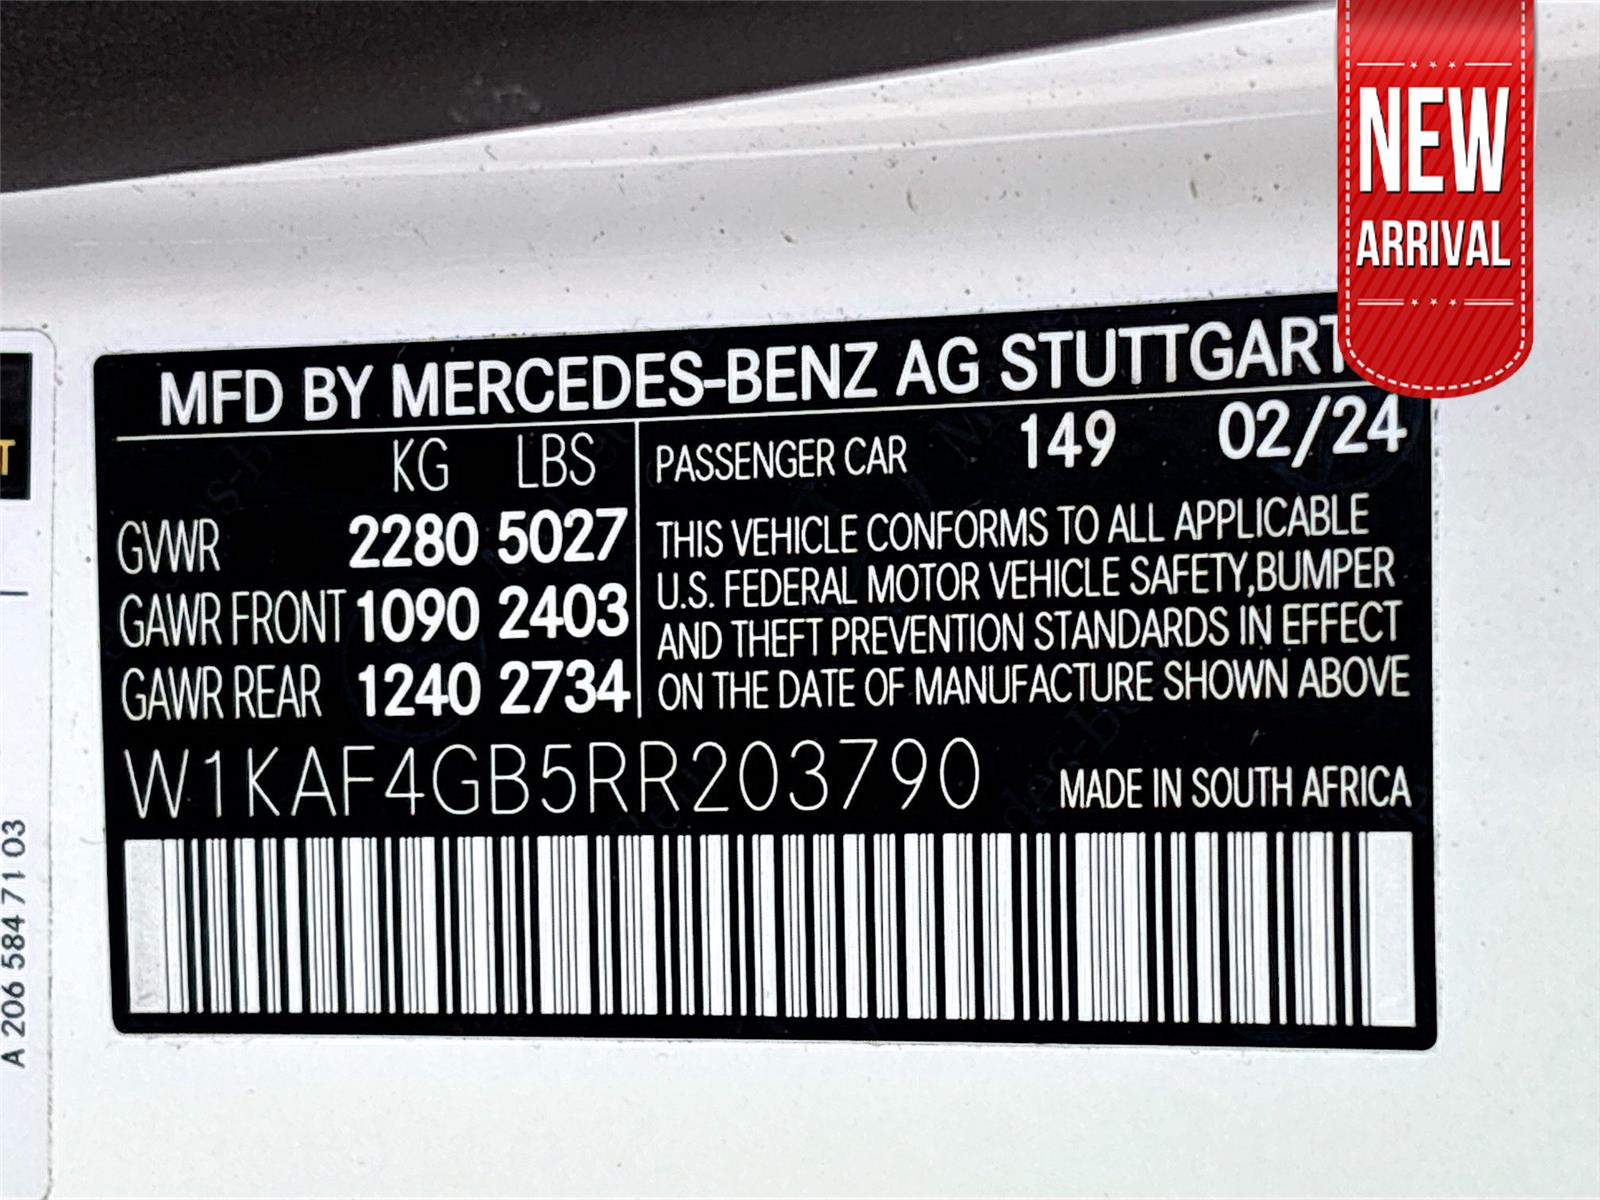 NEW
ARRIVAL
MFD BY MERCEDES-BENZ AG STUTTGART
KG LBS
GVWR 2280 5027
GAWR FRONT 1090 2403
GAWR REAR 1240 2734
PASSENGER CAR 149 02/24
THIS VEHICLE CONFORMS TO ALL APPLICABLE
U.S. FEDERAL MOTOR VEHICLE SAFETY,BUMPER
AND THEFT PREVENTION STANDARDS IN EFFECT
ON THE DATE OF MANUFACTURE SHOWN ABOVE
W1KAF4GB5RR203790 MADE IN SOUTH AFRICA
A 206 584 71 03
T